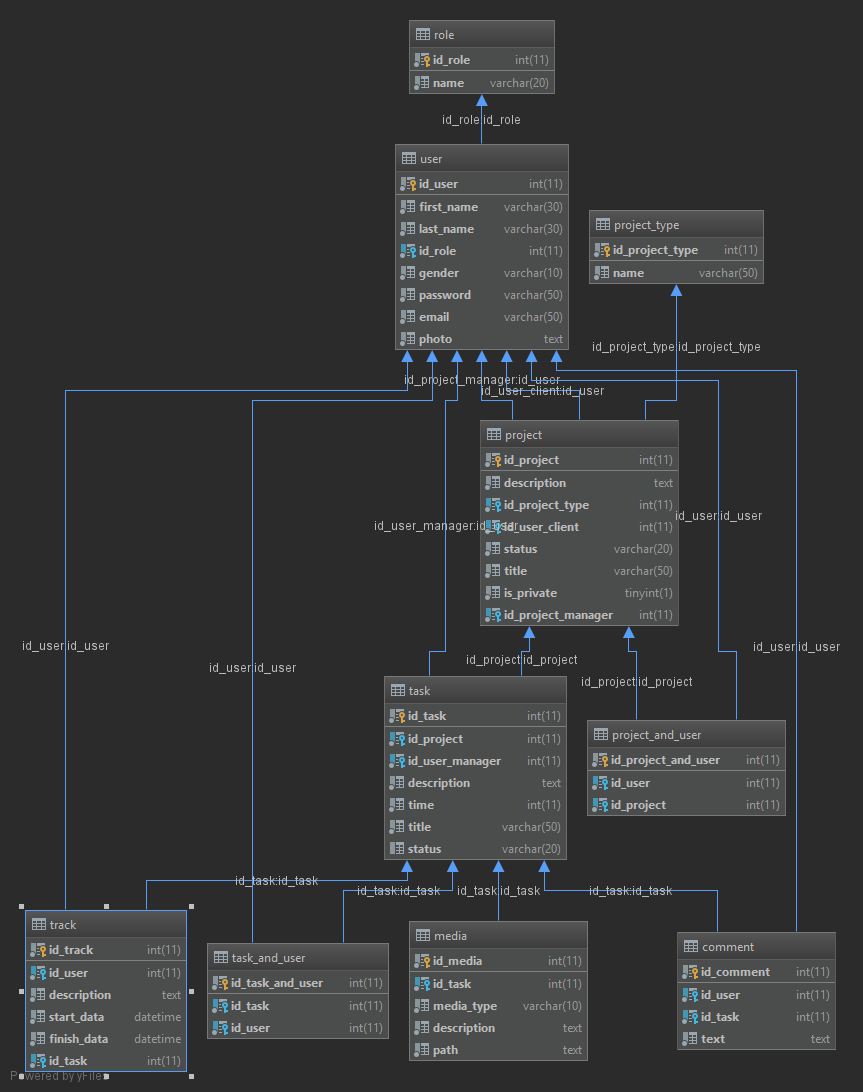 role
id_role int(11)
name varchar(20)
id_role:id_role
user
id_user int(11)
first_name varchar(30)
last_name varchar(30)
id_role int(11)
gender varchar(10)
password varchar(50)
email varchar(50)
photo text
project_type
id_project_type int(11)
name varchar(50)
id_project_type:id_project_type
id_project_manager:id_user
id_user_client:id_user
project
id_project int(11)
description text
id_project_type int(11)
id_user_client int(11)
status varchar(20)
title varchar(50)
is_private tinyint(1)
id_project_manager int(11)
id_user_manager:id_user
id_user:id_user
id_user:id_user
id_user:id_user
id_user:id_user
id_project:id_project
id_project:id_project
task
id_task int(11)
id_project int(11)
id_user_manager int(11)
description text
time int(11)
title varchar(50)
status varchar(20)
project_and_user
id_project_and_user int(11)
id_user int(11)
id_project int(11)
id_task:id_task
id_task:id_task
id_task:id_task
id_task:id_task
track
id_track int(11)
id_user int(11)
description text
start_data datetime
finish_data datetime
id_task int(11)
task_and_user
id_task_and_user int(11)
id_task int(11)
id_user int(11)
media
id_media int(11)
id_task int(11)
media_type varchar(10)
description text
path text
comment
id_comment int(11)
id_user int(11)
id_task int(11)
text text
Powered by yFiles